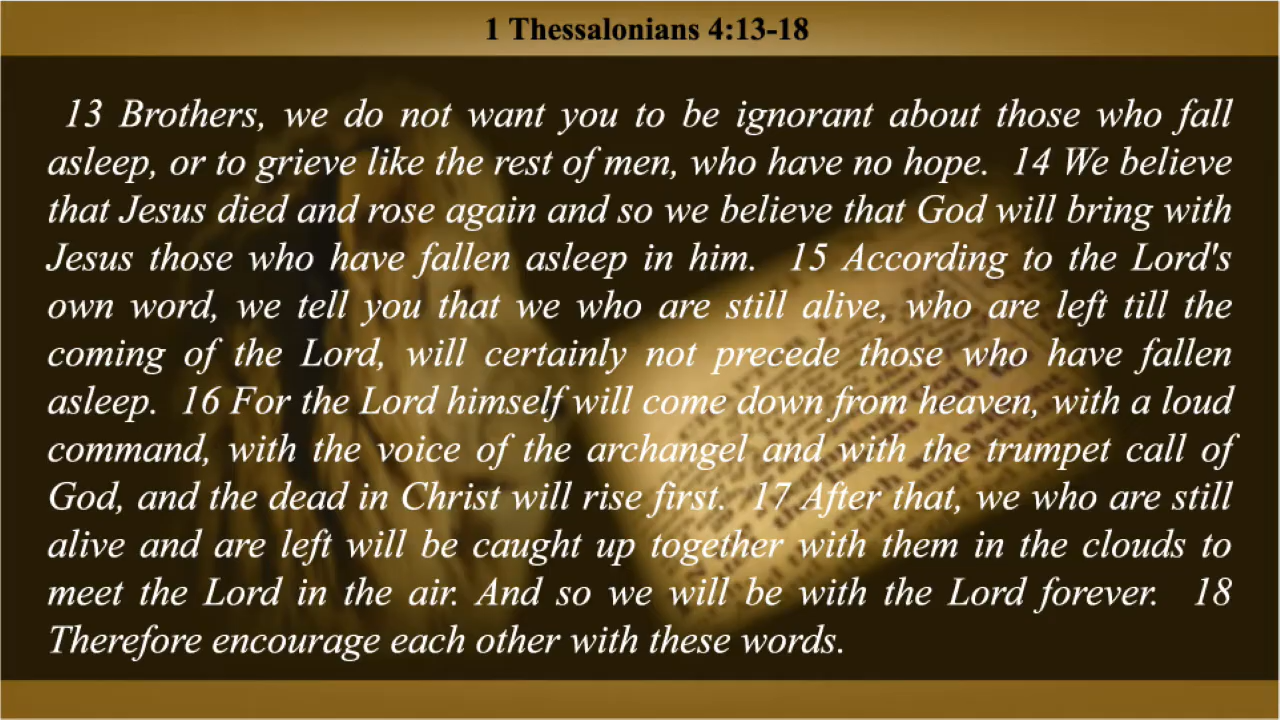 1 Thessalonians 4:13-18
13 Brothers, we do not want you to be ignorant about those who fall
asleep, or to grieve like the rest of men, who have no hope. 14 We believe
that Jesus died and rose again and so we believe that God will bring with
Jesus those who have fallen asleep in him. 15 According to the Lord's
own word, we tell you that we who are still alive, who are left till the
coming of the Lord, will certainly not precede those who have fallen
asleep. 16 For the Lord himself will come down from heaven, with a loud
command, with the voice of the archangel and with the trumpet call of
God, and the dead in Christ will rise first. 17 After that, we who are still
alive and are left will be caught up together with them in the clouds to
meet the Lord in the air. And so we will be with the Lord forever. 18
Therefore encourage each other with these words.